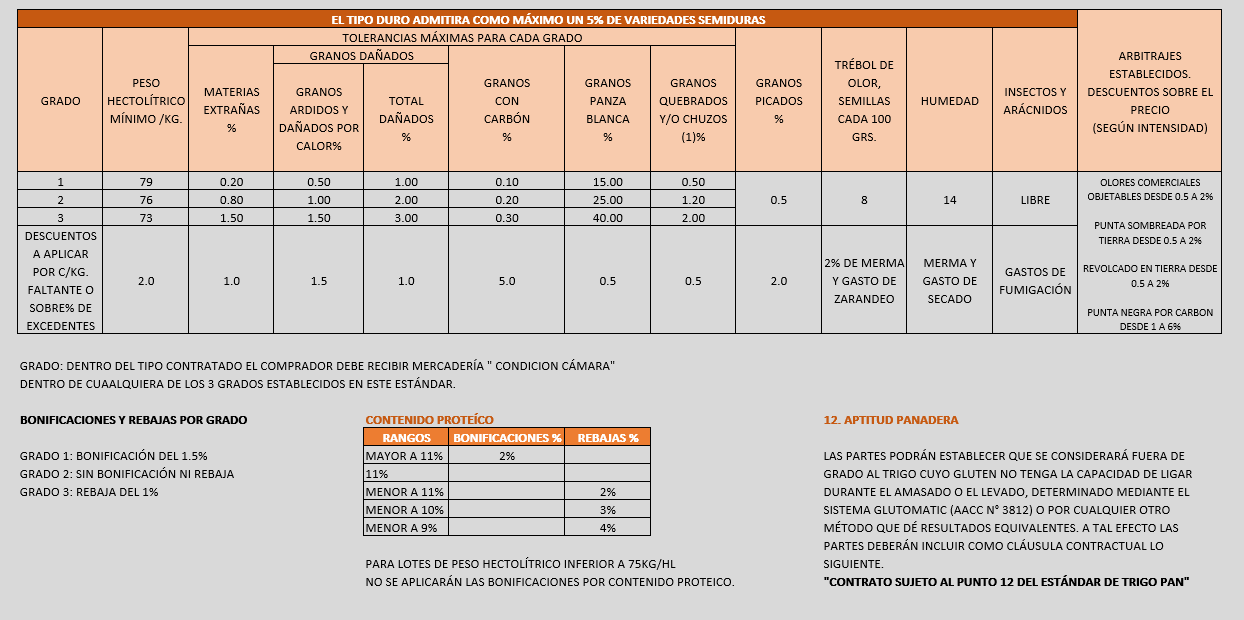 EL TIPO DURO ADMITIRA COMO MÁXIMO UN 5% DE VARIEDADES SEMIDURAS
TOLERANCIAS MÁXIMAS PARA CADA GRADO
GRANOS DAÑADOS
GRADO
PESO
HECTOLÍTRICO
MÍNIMO /KG.
MATERIAS
EXTRAÑAS
%
GRANOS
ARDIDOS Y
DAÑADOS POR
CALOR%
TOTAL
DAÑADOS
%
GRANOS
CON
CARBÓN
%
GRANOS
PANZA
BLANCA
%
GRANOS
QUEBRADOS
Y/O CHUZOS
(1)%
GRANOS
PICADOS
%
TRÉBOL DE
OLOR,
SEMILLAS
CADA 100
GRS.
HUMEDAD
INSECTOS Y
ARÁCNIDOS
ARBITRAJES
ESTABLECIDOS.
DESCUENTOS SOBRE EL
PRECIO
(SEGÚN INTENSIDAD)
1 79 0.20 0.50 1.00 0.10 15.00 0.50
2 76 0.80 1.00 2.00 0.20 25.00 1.20 0.5 8 14 LIBRE
3 73 1.50 1.50 3.00 0.30 40.00 2.00
DESCUENTOS
A APLICAR
POR C/KG.
FALTANTE O
SOBRE% DE
EXCEDENTES
2.0 1.0 1.5 1.0 5.0 0.5 0.5 2.0
2% DE MERMA
Y GASTO DE
ZARANDEO
MERMA Y
GASTO DE
SECADO
GASTOS DE
FUMIGACIÓN
OLORES COMERCIALES
OBJETABLES DESDE 0.5 A 2%
PUNTA SOMBREADA POR
TIERRA DESDE 0.5 A 2%
REVOLCADO EN TIERRA DESDE
0.5 A 2%
PUNTA NEGRA POR CARBON
DESDE 1 A 6%
GRADO: DENTRO DEL TIPO CONTRATADO EL COMPRADOR DEBE RECIBIR MERCADERÍA " CONDICION CÁMARA"
DENTRO DE CUAALQUIERA DE LOS 3 GRADOS ESTABLECIDOS EN ESTE ESTÁNDAR.
BONIFICACIONES Y REBAJAS POR GRADO
GRADO 1: BONIFICACIÓN DEL 1.5%
GRADO 2: SIN BONIFICACIÓN NI REBAJA
GRADO 3: REBAJA DEL 1%
CONTENIDO PROTEÍCO
RANGOS BONIFICACIONES % REBAJAS %
MAYOR A 11% 2%
11%
MENOR A 11% 2%
MENOR A 10% 3%
MENOR A 9% 4%
PARA LOTES DE PESO HECTOLÍTRICO INFERIOR A 75KG/HL
NO SE APLICARÁN LAS BONIFICACIONES POR CONTENIDO PROTEICO.
12. APTITUD PANADERA
LAS PARTES PODRÁN ESTABLECER QUE SE CONSIDERARÁ FUERA DE
GRADO AL TRIGO CUYO GLUTEN NO TENGA LA CAPACIDAD DE LIGAR
DURANTE EL AMASADO O EL LEVADO, DETERMINADO MEDIANTE EL
SISTEMA GLUTOMATIC (AACC N° 3812) O POR CUALQUIER OTRO
MÉTODO QUE DÉ RESULTADOS EQUIVALENTES. A TAL EFECTO LAS
PARTES DEBERÁN INCLUIR COMO CLÁUSULA CONTRACTUAL LO
SIGUIENTE.
"CONTRATO SUJETO AL PUNTO 12 DEL ESTÁNDAR DE TRIGO PAN"